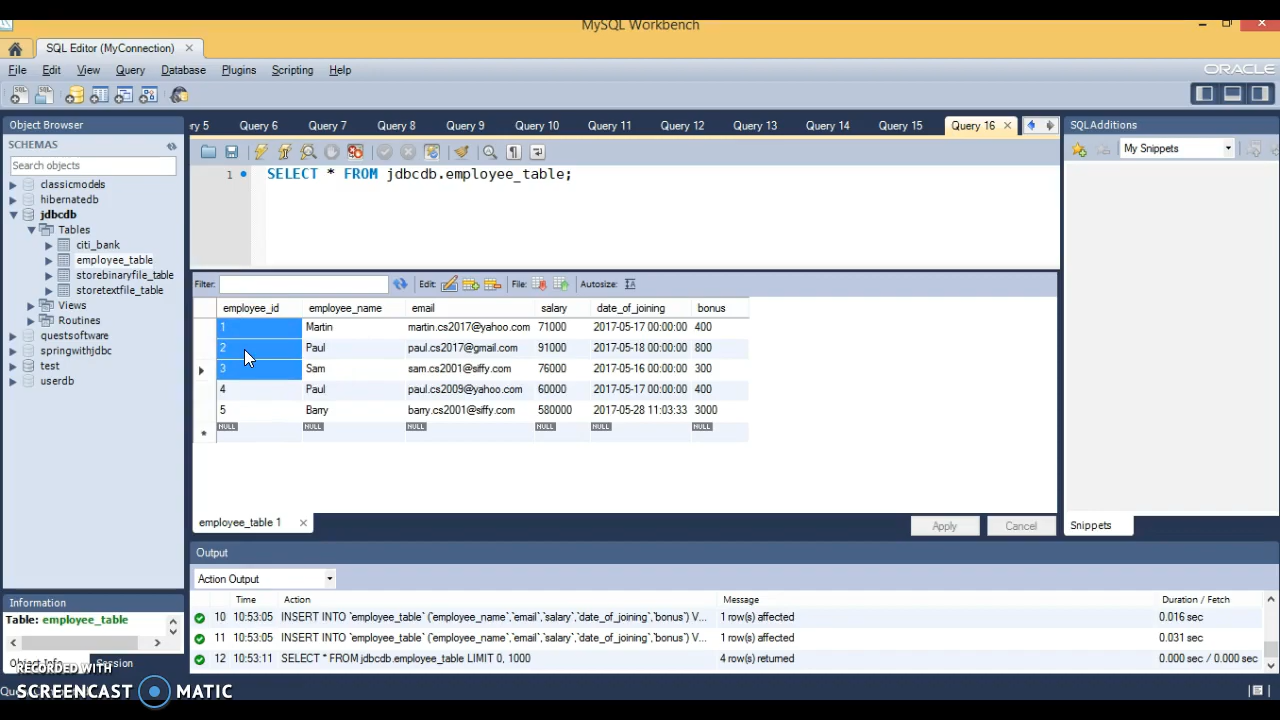 MySQL Workbench
SQL Editor (MyConnection)
File Edit View Query Database Plugins Scripting Help
ORACLE
Object Browser
SCHEMAS
Search objects
classicmodels
hibernatedb
jdbcdb
Tables
citi_bank
employee_table
storebinaryfile_table
storetextfile_table
Views
Routines
questsoftware
springwithjdbc
test
userdb
Information
Table: employee_table
Session
ry 5 Query 6 Query 7 Query 8 Query 9 Query 10 Query 11 Query 12 Query 13 Query 14 Query 15 Query 16
1 SELECT * FROM jdbcdb.employee_table;
Filter: Edit: File: Autosize:
employee_id employee_name email salary date_of_joining bonus
1 Martin martin.cs2017@yahoo.com 71000 2017-05-17 00:00:00 400
2 Paul paul.cs2017@gmail.com 91000 2017-05-18 00:00:00 800
3 Sam sam.cs2001@siffy.com 76000 2017-05-16 00:00:00 300
4 Paul paul.cs2009@yahoo.com 60000 2017-05-17 00:00:00 400
5 Barry barry.cs2001@siffy.com 580000 2017-05-28 11:03:33 3000
NULL NULL NULL NULL NULL NULL
employee_table 1
Apply Cancel
SQLAdditions
My Snippets
Snippets
Output
Action Output
Time Action Message Duration / Fetch
10 10:53:05 INSERT INTO `employee_table` (`employee_name`,`email`,`salary`,`date_of_joining`,`bonus`) V... 1 row(s) affected 0.016 sec
11 10:53:05 INSERT INTO `employee_table` (`employee_name`,`email`,`salary`,`date_of_joining`,`bonus`) V... 1 row(s) affected 0.031 sec
12 10:53:11 SELECT * FROM jdbcdb.employee_table LIMIT 0, 1000 4 row(s) returned 0.000 sec / 0.000 sec
RECORDED WITH
SCREENCAST MATIC